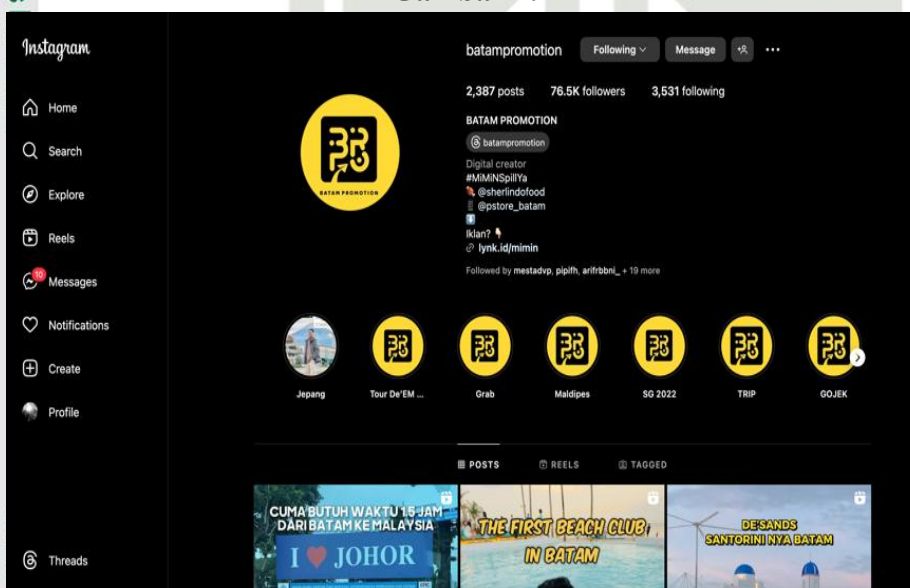 Instagram
Home
Search
Explore
Reels
10
Messages
Notifications
Create
Profile
Threads
batampromotion Following Message
2,387 posts 76.5K followers 3,531 following
BATAM PROMOTION
batampromotion
Digital creator
#MiMiNSpillYa
@sherlindofood
@pstore_batam
Iklan?
lynk.id/mimin
Followed by mestadvp, pipifh, arifrbbni_ + 19 more
BATAM PROMOTION
Jepang Tour De'EM ... Grab Maldipes SG 2022 TRIP GOJEK
POSTS REELS TAGGED
CUMA BUTUH WAKTU 1.5 JAM
DARI BATAM KE MALAYSIA
I ♥ JOHOR
THE FIRST BEACH CLUB
IN BATAM
DE'SANDS
SANTORINI NYA BATAM